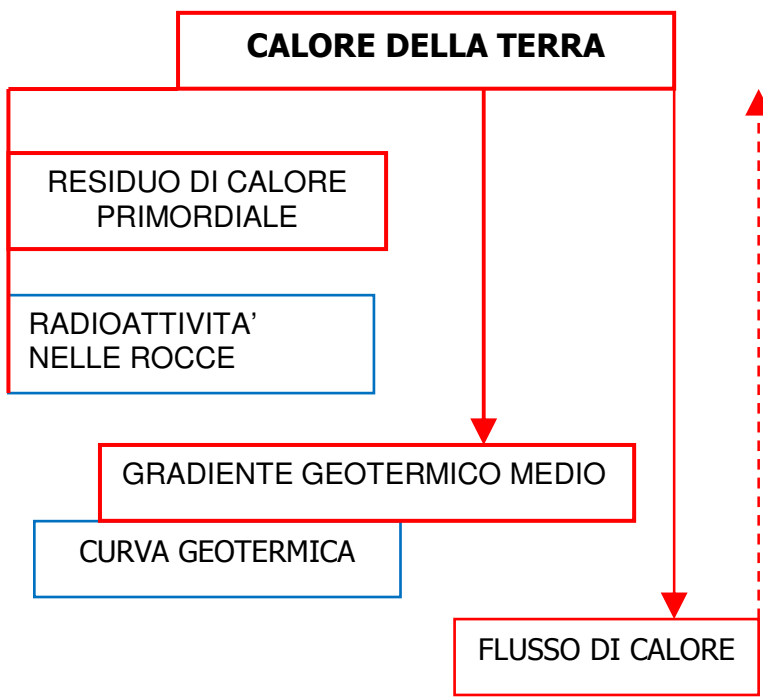 CALORE DELLA TERRA
RESIDUO DI CALORE
PRIMORDIALE
RADIOATTIVITA’
NELLE ROCCE
GRADIENTE GEOTERMICO MEDIO
CURVA GEOTERMICA
FLUSSO DI CALORE